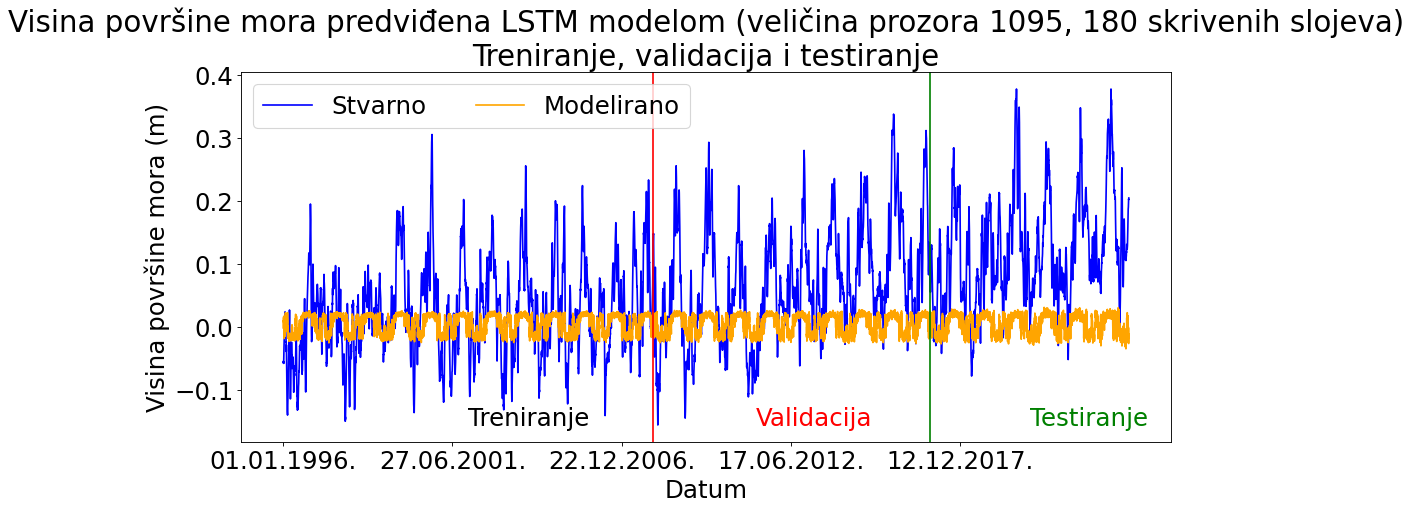 Visina površine mora predviđena LSTM modelom (veličina prozora 1095, 180 skrivenih slojeva)
Treniranje, validacija i testiranje
Stvarno Modelirano
Visina površine mora (m)
0.4
0.3
0.2
0.1
0.0
−0.1
Treniranje Validacija Testiranje
01.01.1996. 27.06.2001. 22.12.2006. 17.06.2012. 12.12.2017.
Datum